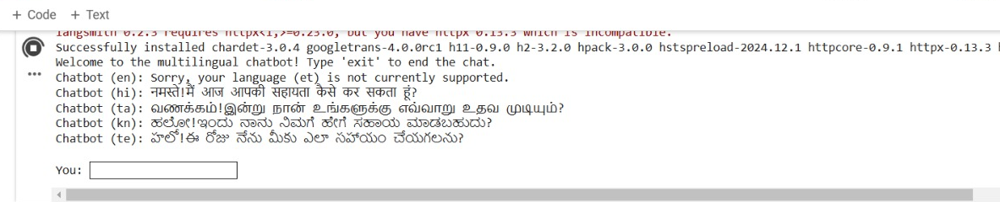 + Code + Text
langsmith 0.2.3 requires httpx<1,>=0.23.0, but you have httpx 0.13.3 which is incompatible.
Successfully installed chardet-3.0.4 googletrans-4.0.0rc1 h11-0.9.0 h2-3.2.0 hpack-3.0.0 hstspreload-2024.12.1 httpcore-0.9.1 httpx-0.13.3
Welcome to the multilingual chatbot! Type 'exit' to end the chat.
Chatbot (en): Sorry, your language (et) is not currently supported.
Chatbot (hi): नमस्ते!मैं आज आपकी सहायता कैसे कर सकता हूं?
Chatbot (ta): வணக்கம்!இன்று நான் உங்களுக்கு எவ்வாறு உதவ முடியும்?
Chatbot (kn): ಹಲೋ!ಇಂದು ನಾನು ನಿಮಗೆ ಹೇಗೆ ಸಹಾಯ ಮಾಡಬಹುದು?
Chatbot (te): హలో!ఈ రోజు నేను మీకు ఎలా సహాయం చేయగలను?
You: